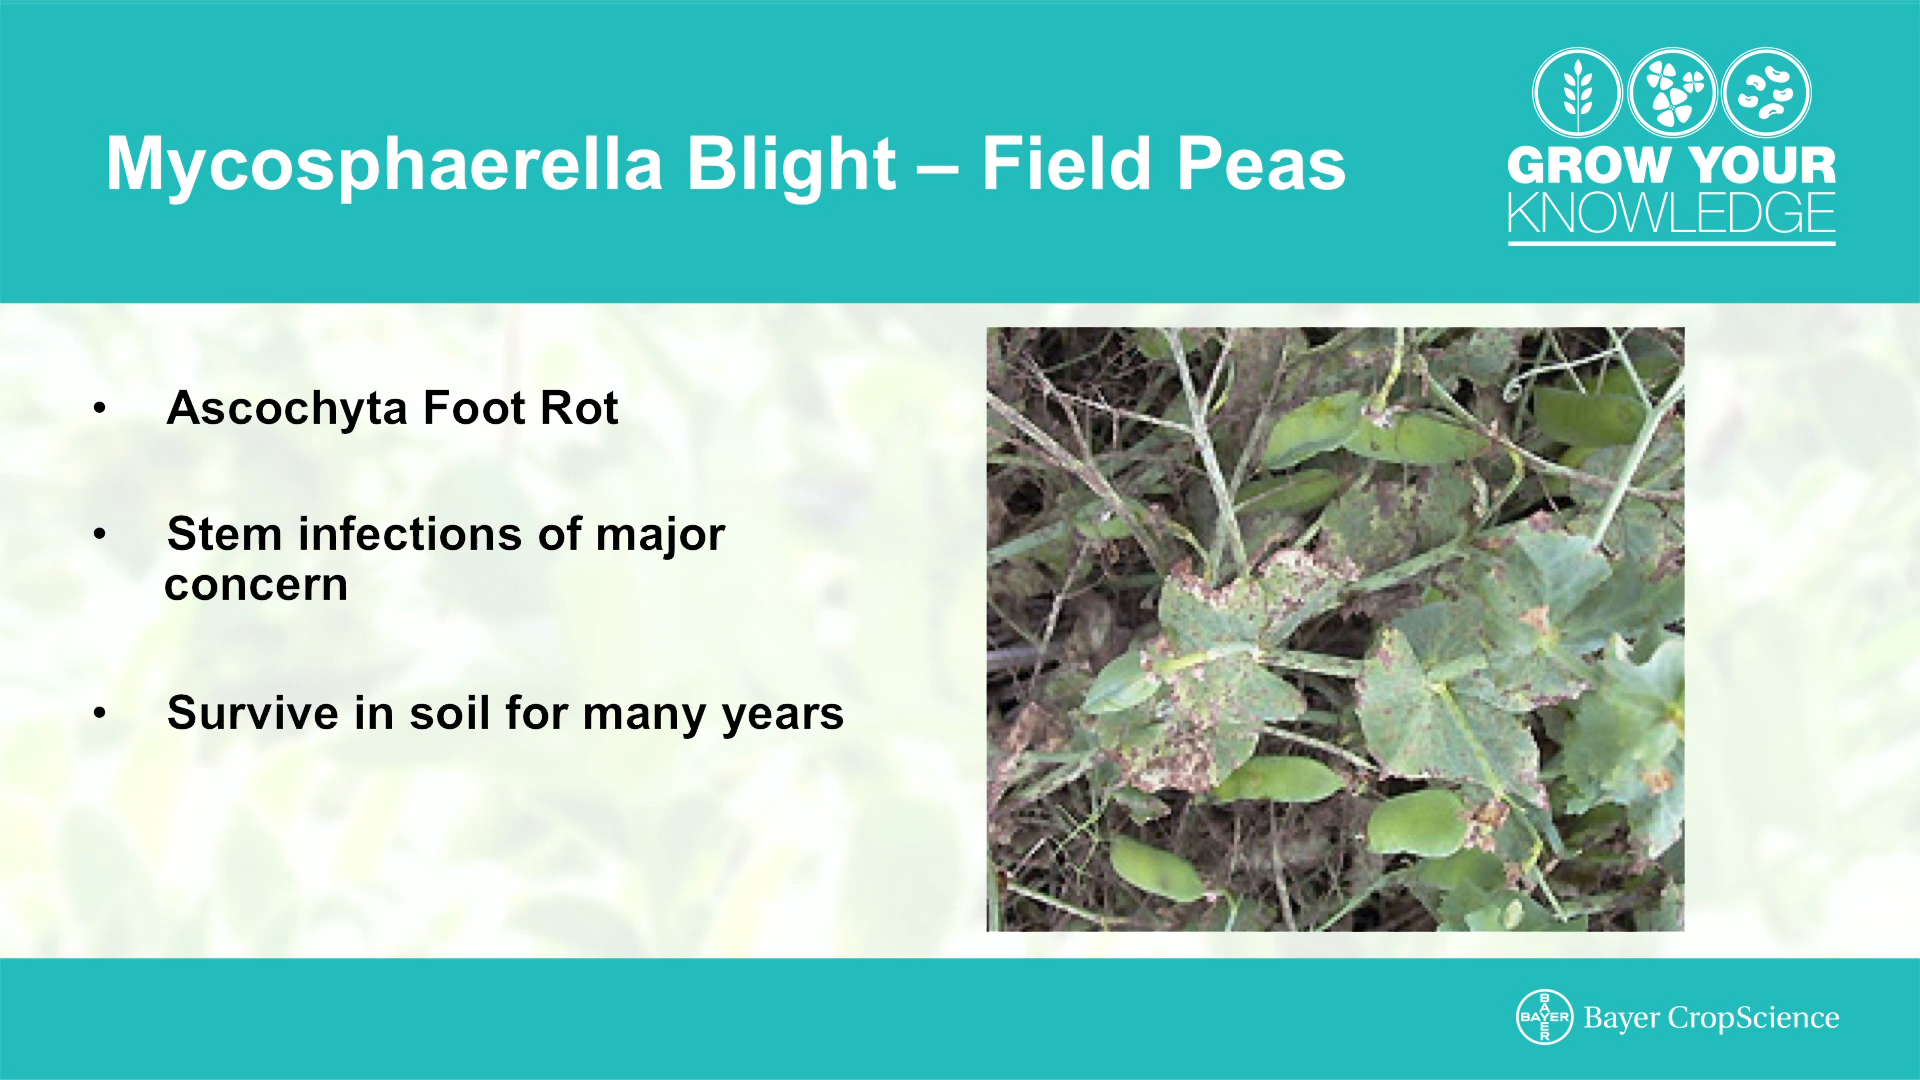 Mycosphaerella Blight – Field Peas
GROW YOUR
KNOWLEDGE
• Ascochyta Foot Rot
• Stem infections of major
concern
• Survive in soil for many years
BAYER
BAYER
Bayer CropScience